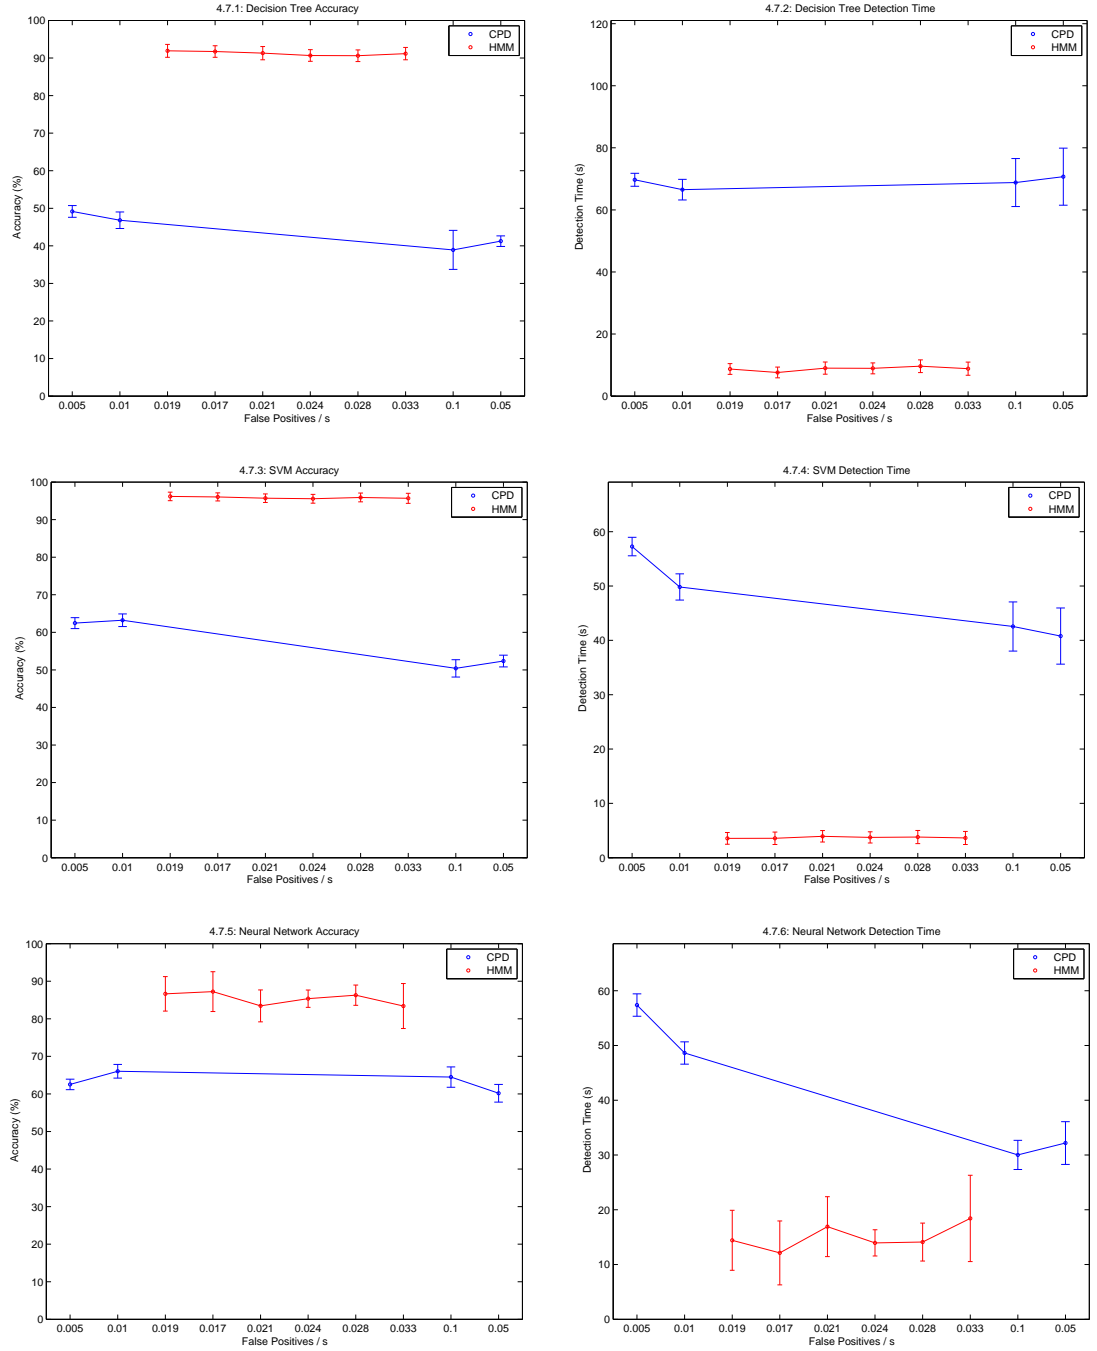 4.7.1: Decision Tree Accuracy
100
90
80
70
60
50
40
30
20
10
0
Accuracy (%)
CPD
HMM
0.005 0.01 0.019 0.017 0.021 0.024 0.028 0.033 0.1 0.05
False Positives / s
4.7.2: Decision Tree Detection Time
120
100
80
60
40
20
0
Detection Time (s)
CPD
HMM
0.005 0.01 0.019 0.017 0.021 0.024 0.028 0.033 0.1 0.05
False Positives / s
4.7.3: SVM Accuracy
100
90
80
70
60
50
40
30
20
10
0
Accuracy (%)
CPD
HMM
0.005 0.01 0.019 0.017 0.021 0.024 0.028 0.033 0.1 0.05
False Positives / s
4.7.4: SVM Detection Time
60
50
40
30
20
10
0
Detection Time (s)
CPD
HMM
0.005 0.01 0.019 0.017 0.021 0.024 0.028 0.033 0.1 0.05
False Positives / s
4.7.5: Neural Network Accuracy
100
90
80
70
60
50
40
30
20
10
0
Accuracy (%)
CPD
HMM
0.005 0.01 0.019 0.017 0.021 0.024 0.028 0.033 0.1 0.05
False Positives / s
4.7.6: Neural Network Detection Time
60
50
40
30
20
10
0
Detection Time (s)
CPD
HMM
0.005 0.01 0.019 0.017 0.021 0.024 0.028 0.033 0.1 0.05
False Positives / s